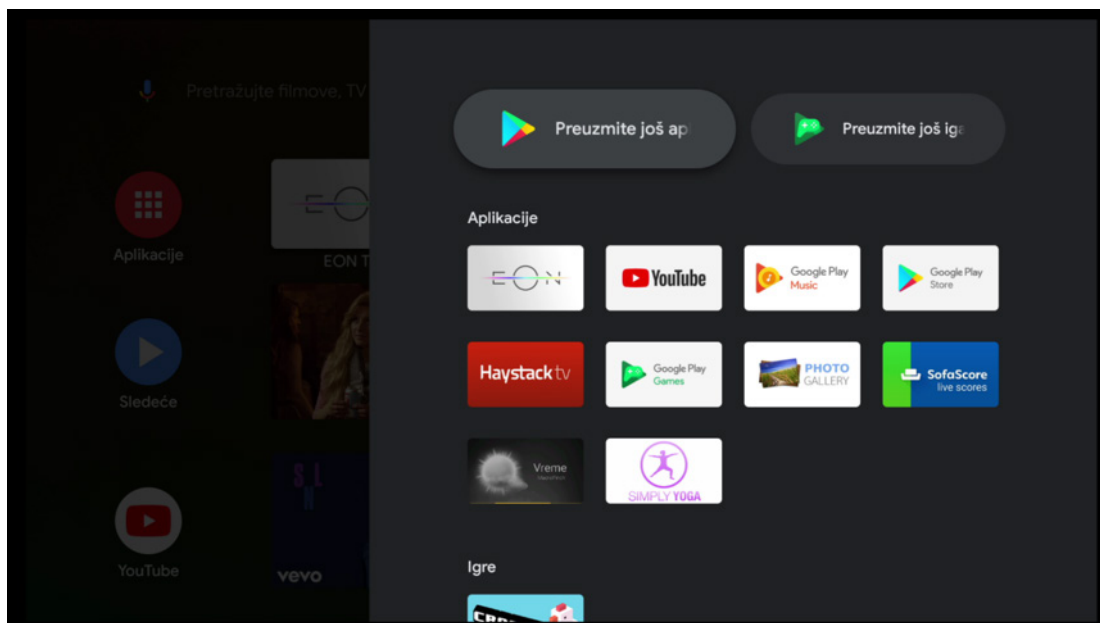 Pretražujte filmove, TV
Preuzmite još ap
Preuzmite još ig
Aplikacije
EON T
Sledeće
YouTube
vevo
Aplikacije
EON
YouTube
Google Play
Music
Google Play
Store
Haystack tv
Google Play
Games
PHOTO
GALLERY
SofaScore
live scores
Vreme
SIMPLY YOGA
Igre